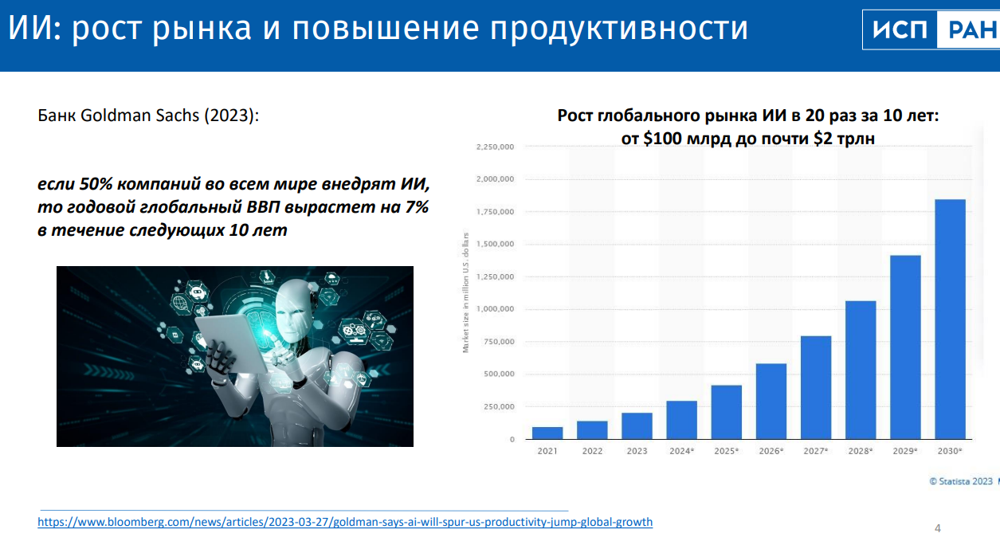 ИИ: рост рынка и повышение продуктивности
ИСП РАН
Банк Goldman Sachs (2023):
если 50% компаний во всем мире внедрят ИИ,
то годовой глобальный ВВП вырастет на 7%
в течение следующих 10 лет
Рост глобального рынка ИИ в 20 раз за 10 лет:
от $100 млрд до почти $2 трлн
Market size in million U.S. dollars
2,250,000
2,000,000
1,750,000
1,500,000
1,250,000
1,000,000
750,000
500,000
250,000
0
2021 2022 2023 2024* 2025* 2026* 2027* 2028* 2029* 2030*
© Statista 2023
https://www.bloomberg.com/news/articles/2023-03-27/goldman-says-ai-will-spur-us-productivity-jump-global-growth
4